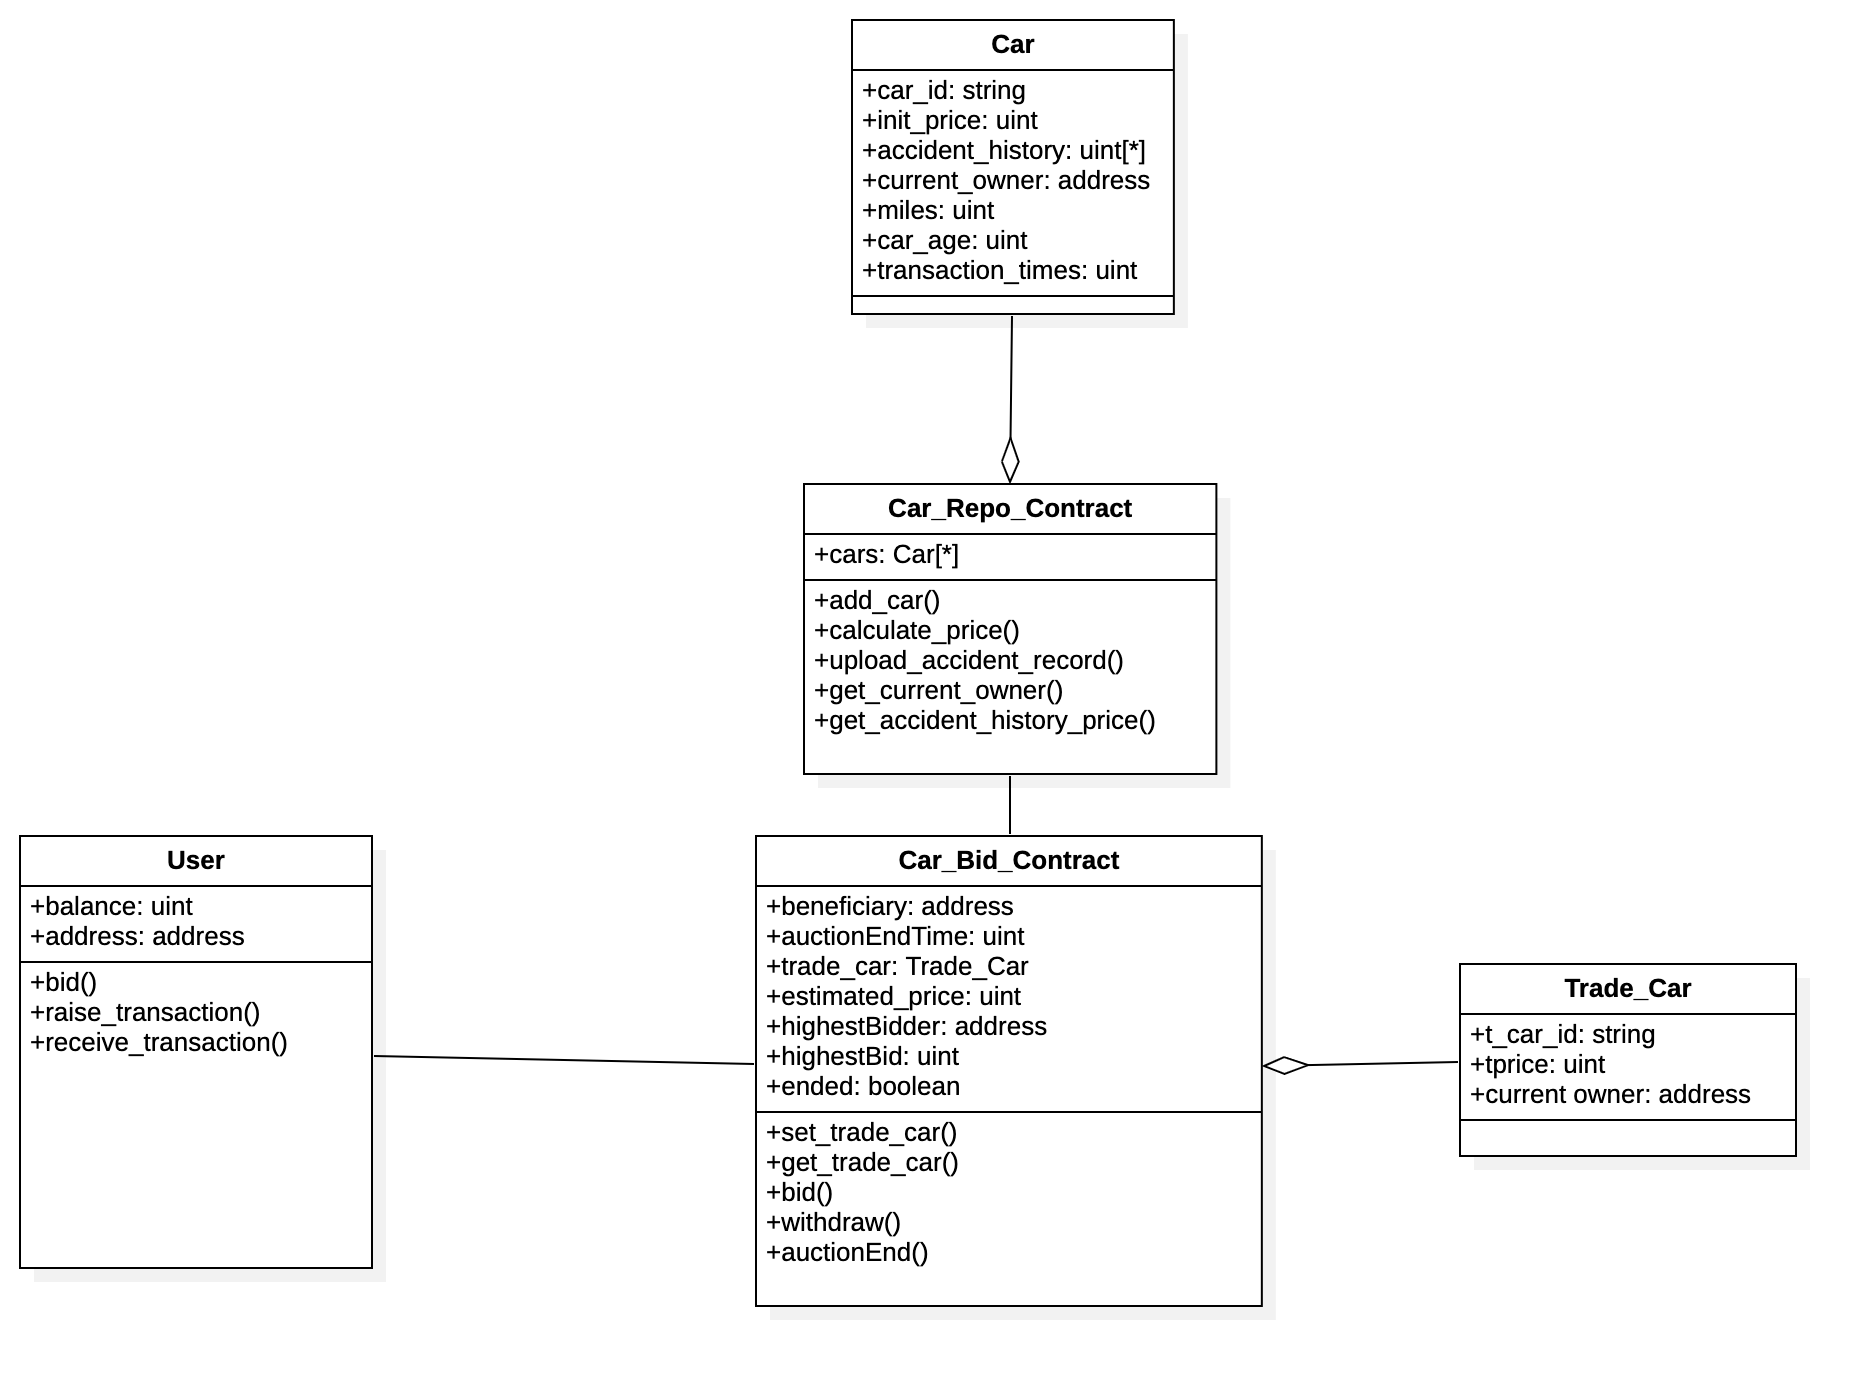 Car
+car_id: string
+init_price: uint
+accident_history: uint[*]
+current_owner: address
+miles: uint
+car_age: uint
+transaction_times: uint
Car_Repo_Contract
+cars: Car[*]
+add_car()
+calculate_price()
+upload_accident_record()
+get_current_owner()
+get_accident_history_price()
User
+balance: uint
+address: address
+bid()
+raise_transaction()
+receive_transaction()
Car_Bid_Contract
+beneficiary: address
+auctionEndTime: uint
+trade_car: Trade_Car
+estimated_price: uint
+highestBidder: address
+highestBid: uint
+ended: boolean
+set_trade_car()
+get_trade_car()
+bid()
+withdraw()
+auctionEnd()
Trade_Car
+t_car_id: string
+tprice: uint
+current owner: address